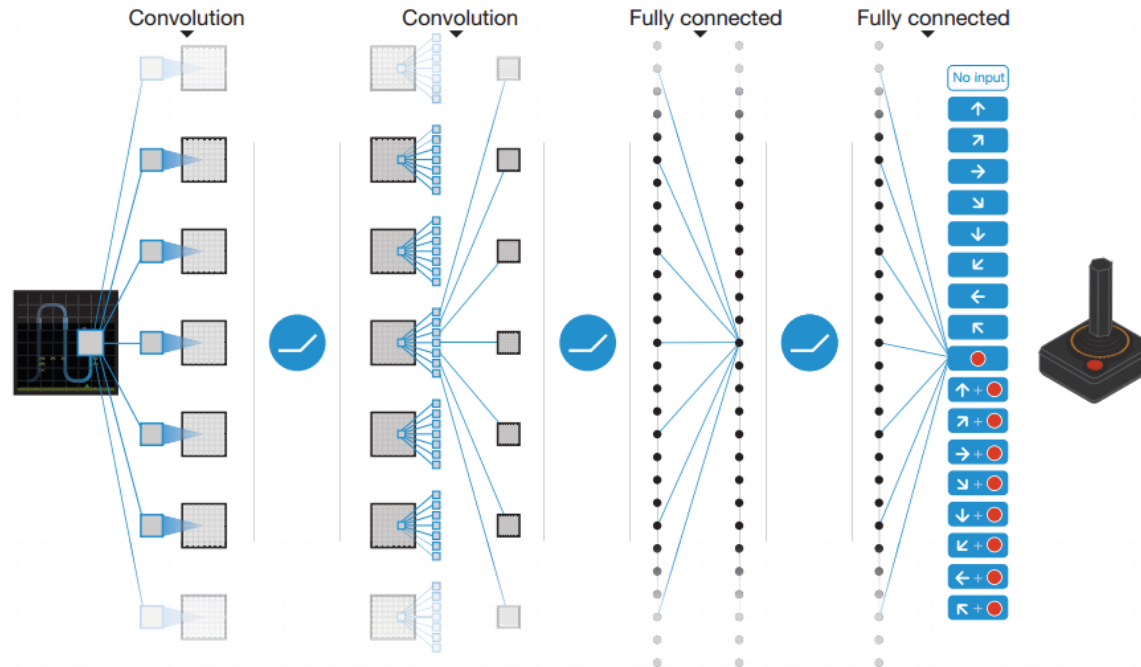 Convolution
Convolution
Fully connected
Fully connected
No input
+
+
+
+
+
+
+
+